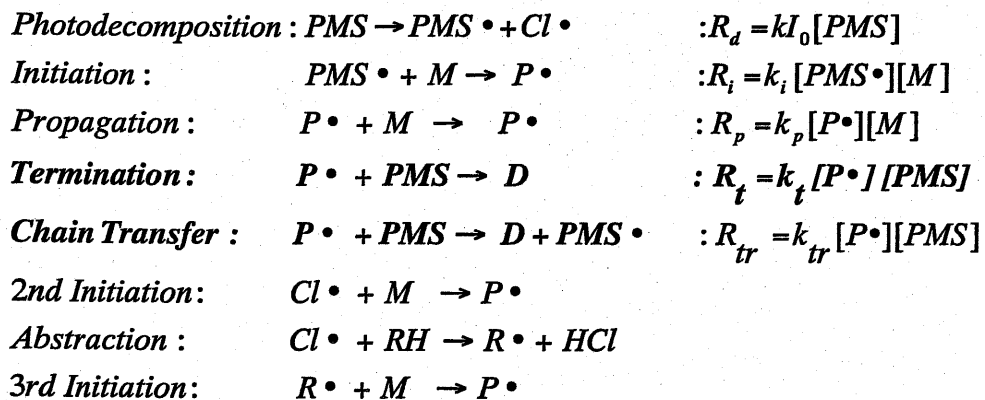 Photodecomposition : PMS → PMS • + Cl • : R_d = kI_0[PMS]
Initiation : PMS • + M → P • : R_i = k_i [PMS•][M]
Propagation : P • + M → P • : R_p = k_p [P•][M]
Termination : P • + PMS → D : R_t = k_t [P•] [PMS]
Chain Transfer : P • + PMS → D + PMS • : R_tr = k_tr [P•][PMS]
2nd Initiation : Cl • + M → P •
Abstraction : Cl • + RH → R • + HCl
3rd Initiation : R • + M → P •